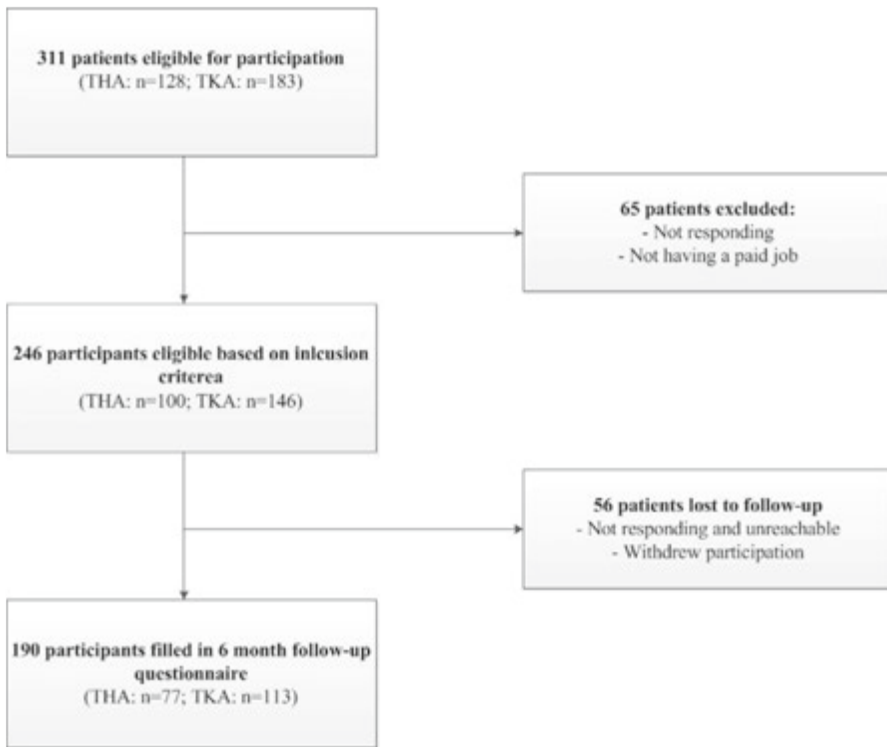 311 patients eligible for participation
(THA: n=128; TKA: n=183)
65 patients excluded:
- Not responding
- Not having a paid job
246 participants eligible based on inlcusion
criterea
(THA: n=100; TKA: n=146)
56 patients lost to follow-up
- Not responding and unreachable
- Withdrew participation
190 participants filled in 6 month follow-up
questionnaire
(THA: n=77; TKA: n=113)